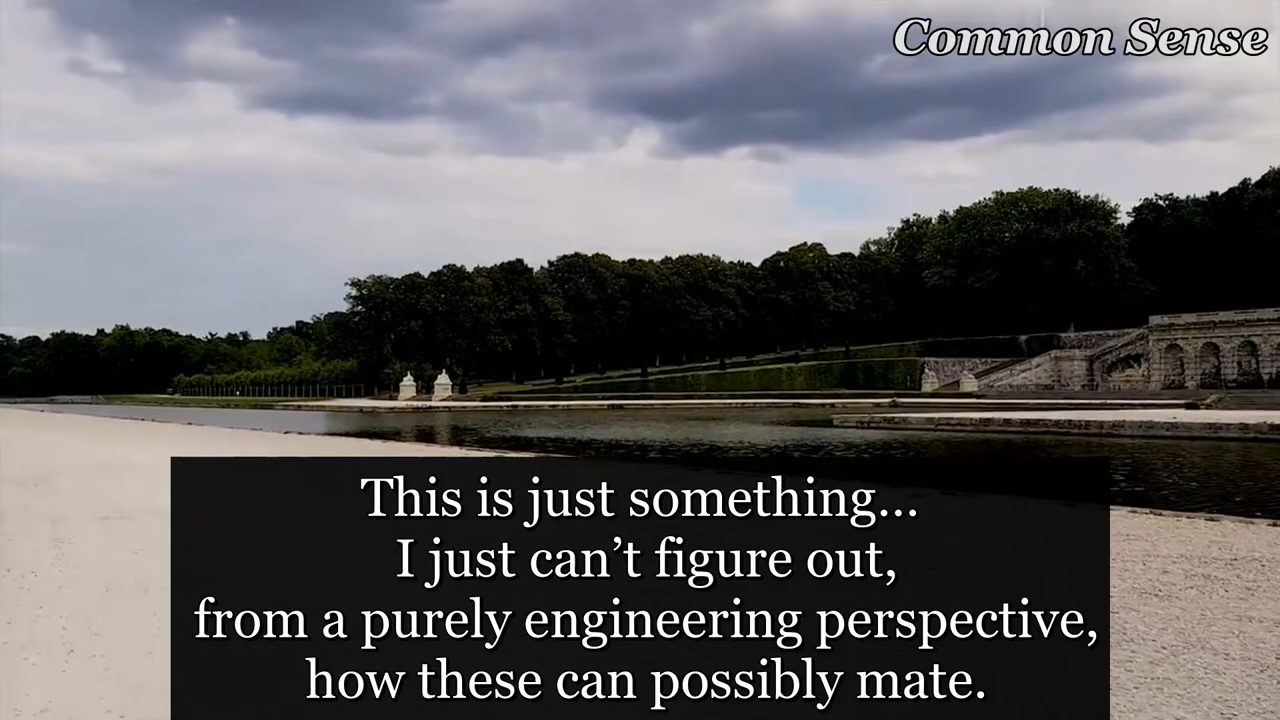 Common Sense
This is just something...
I just can’t figure out,
from a purely engineering perspective,
how these can possibly mate.